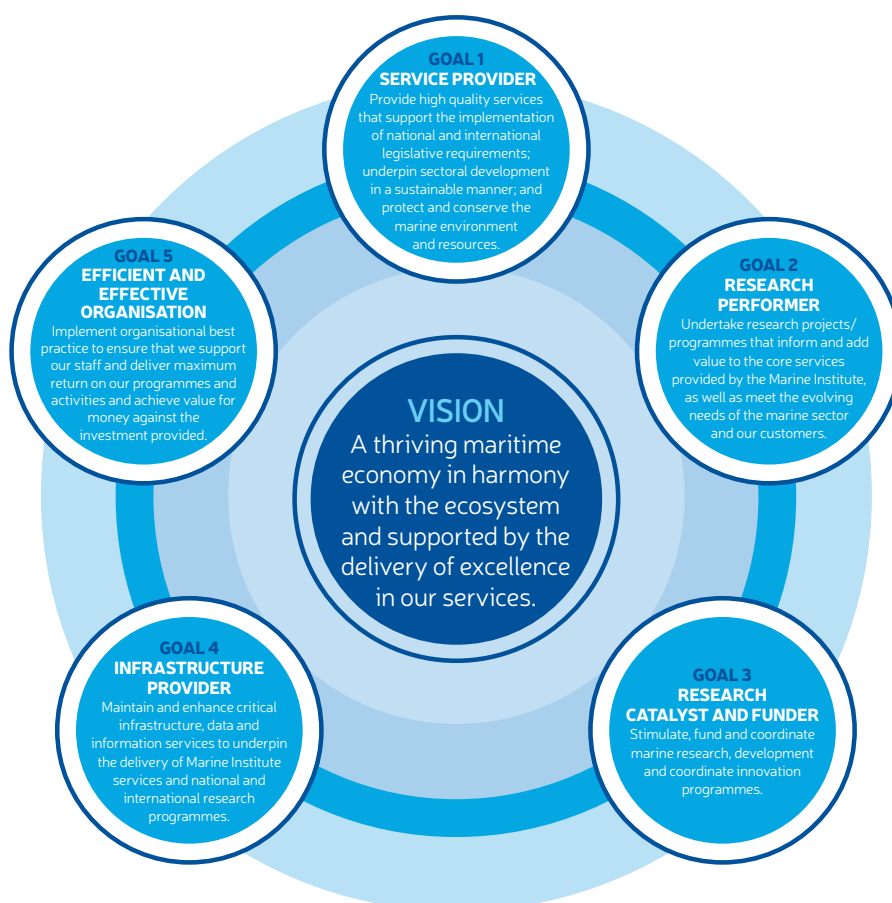 GOAL 1
SERVICE PROVIDER
Provide high quality services
that support the implementation
of national and international
legislative requirements;
underpin sectoral development
in a sustainable manner; and
protect and conserve the
marine environment
and resources.
GOAL 2
RESEARCH
PERFORMER
Undertake research projects/
programmes that inform and add
value to the core services
provided by the Marine Institute,
as well as meet the evolving
needs of the marine sector
and our customers.
GOAL 3
RESEARCH
CATALYST AND FUNDER
Stimulate, fund and coordinate
marine research, development
and coordinate innovation
programmes.
GOAL 4
INFRASTRUCTURE
PROVIDER
Maintain and enhance critical
infrastructure, data and
information services to underpin
the delivery of Marine Institute
services and national and
international research
programmes.
GOAL 5
EFFICIENT AND
EFFECTIVE
ORGANISATION
Implement organisational best
practice to ensure that we support
our staff and deliver maximum
return on our programmes and
activities and achieve value for
money against the
investment provided.
VISION
A thriving maritime
economy in harmony
with the ecosystem
and supported by the
delivery of excellence
in our services.